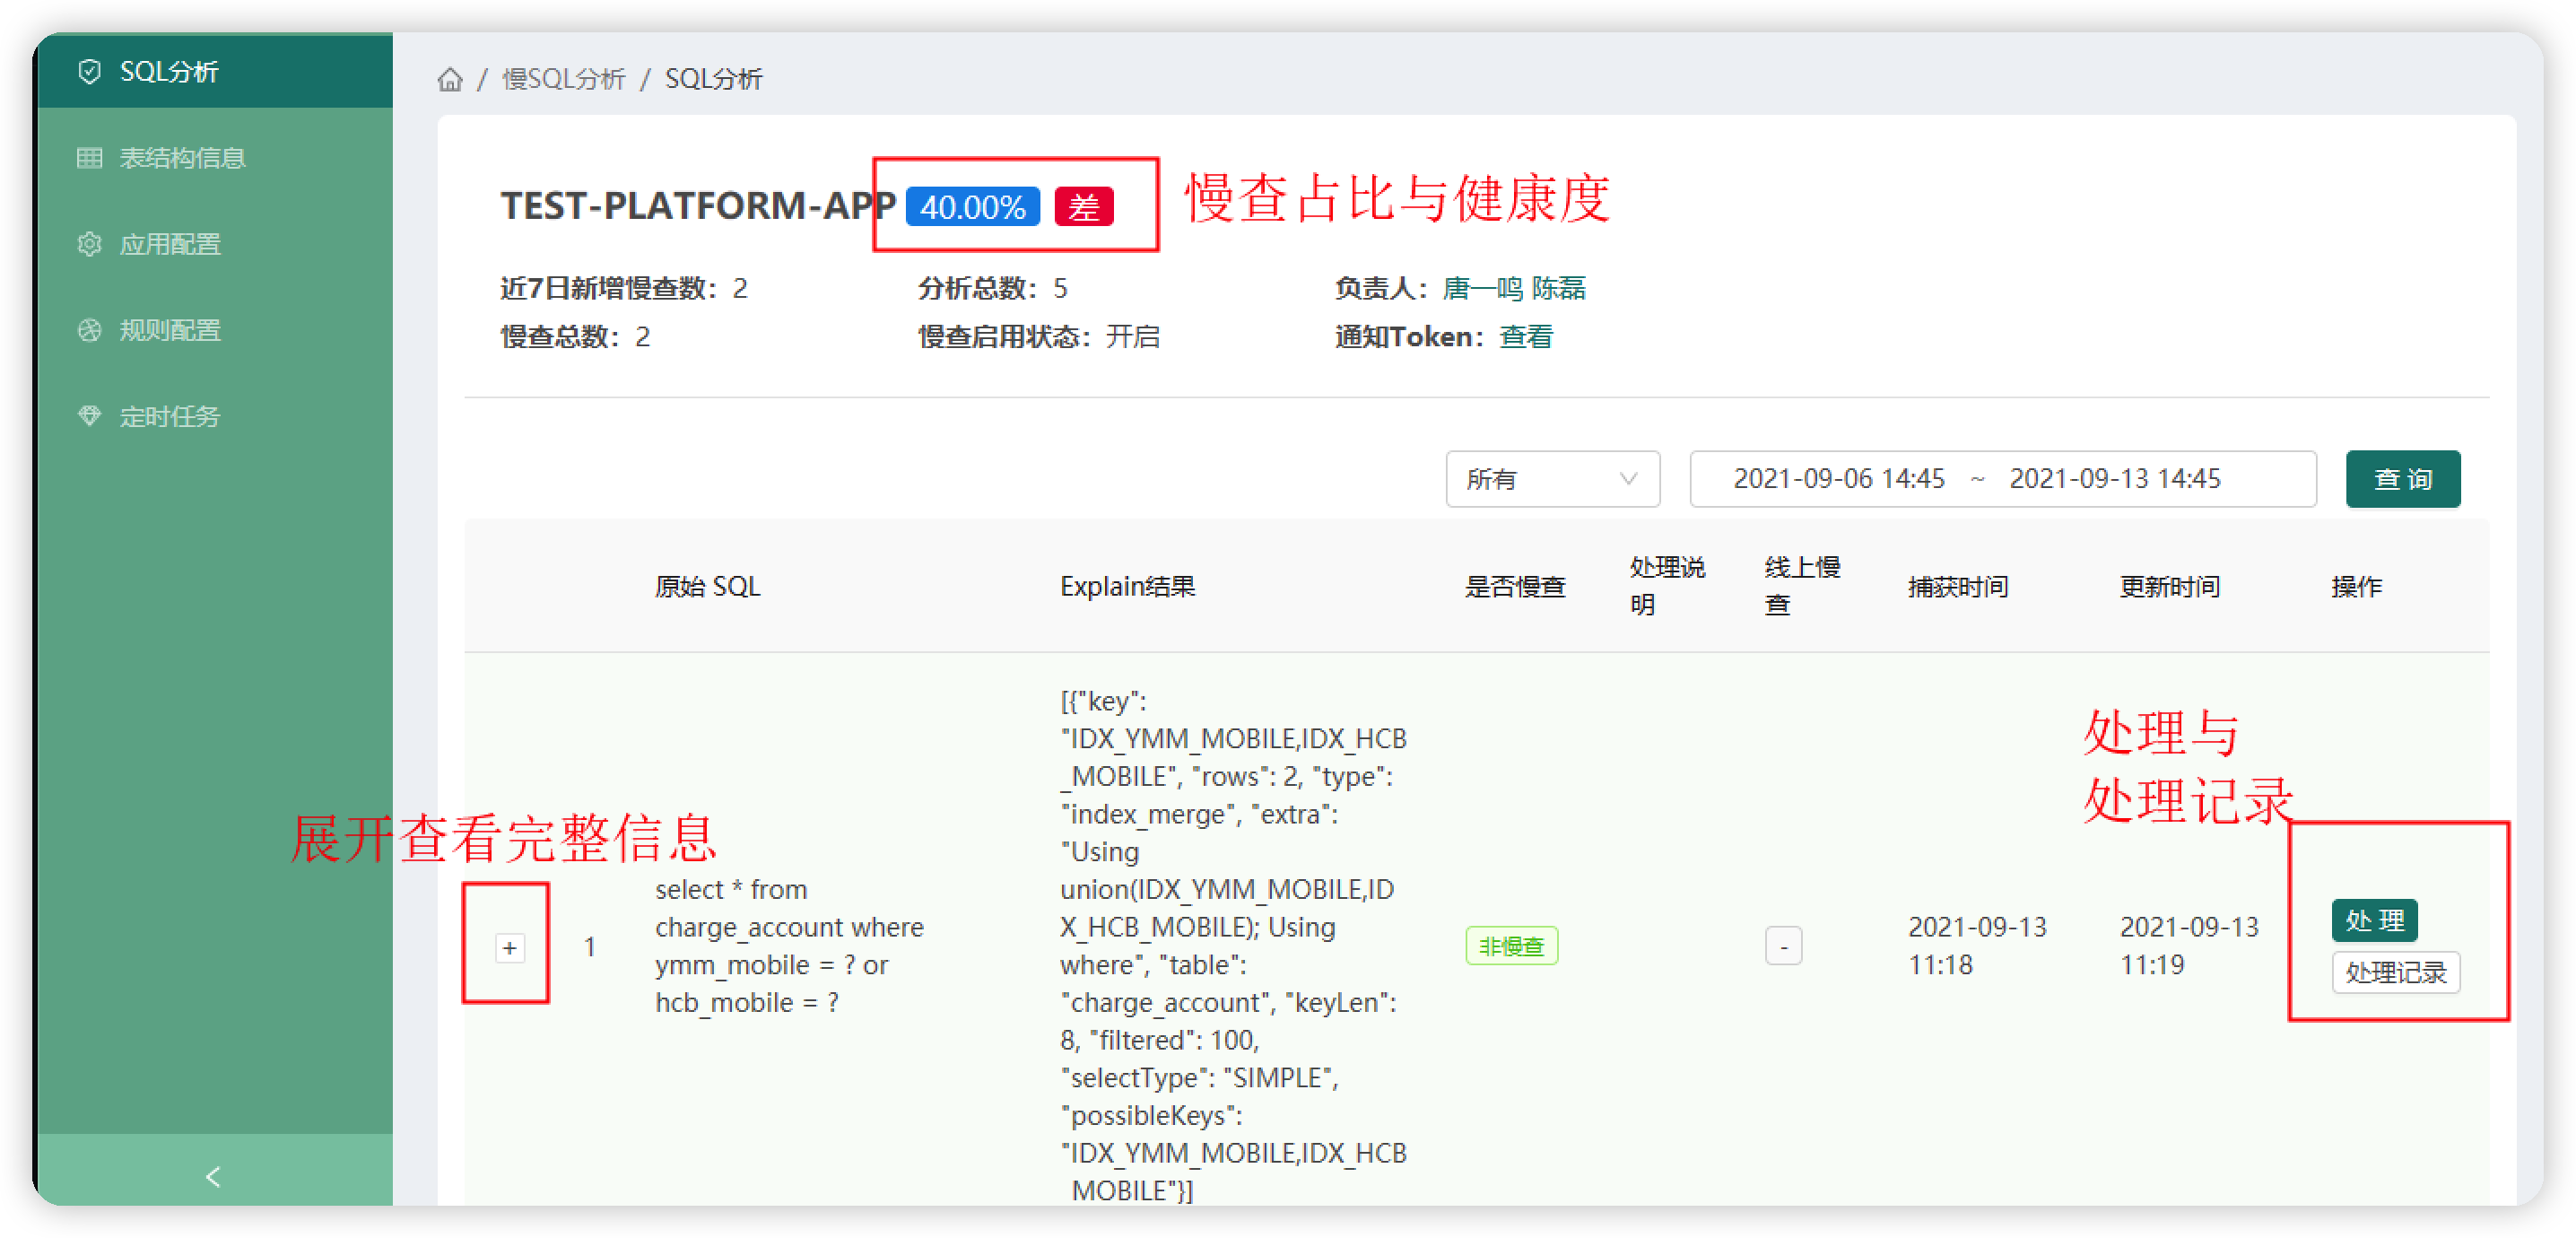 SQL分析
表结构信息
应用配置
规则配置
定时任务
<
/ 慢SQL分析 / SQL分析
TEST-PLATFORM-APP 40.00% 差
慢查占比与健康度
近7日新增慢查数：2 分析总数：5 负责人：唐一鸣 陈磊
慢查总数：2 慢查启用状态：开启 通知Token：查看
所有 2021-09-06 14:45 ~ 2021-09-13 14:45 查 询
原始 SQL Explain结果 是否慢查 处理说明 线上慢查 捕获时间 更新时间 操作
展开查看完整信息
+ 1
select * from
charge_account where
ymm_mobile = ? or
hcb_mobile = ?
[{"key":
"IDX_YMM_MOBILE,IDX_HCB
_MOBILE", "rows": 2, "type":
"index_merge", "extra":
"Using
union(IDX_YMM_MOBILE,ID
X_HCB_MOBILE); Using
where", "table":
"charge_account", "keyLen":
8, "filtered": 100,
"selectType": "SIMPLE",
"possibleKeys":
"IDX_YMM_MOBILE,IDX_HCB
_MOBILE"}]
非慢查
-
2021-09-13
11:18
2021-09-13
11:19
处理与
处理记录
处 理
处理记录